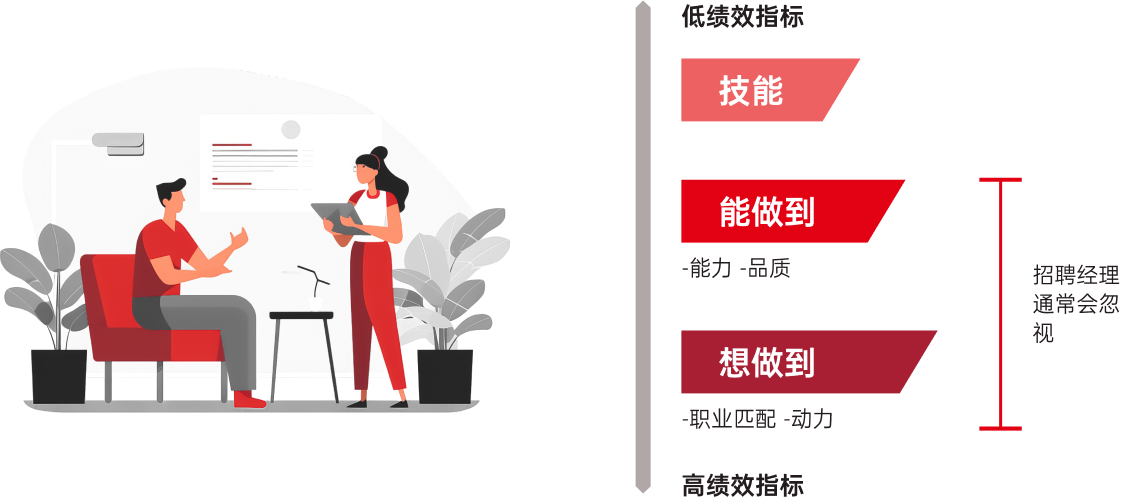 低绩效指标
技能
能做到
-能力 -品质
招聘经理
通常会忽
视
想做到
-职业匹配 -动力
高绩效指标